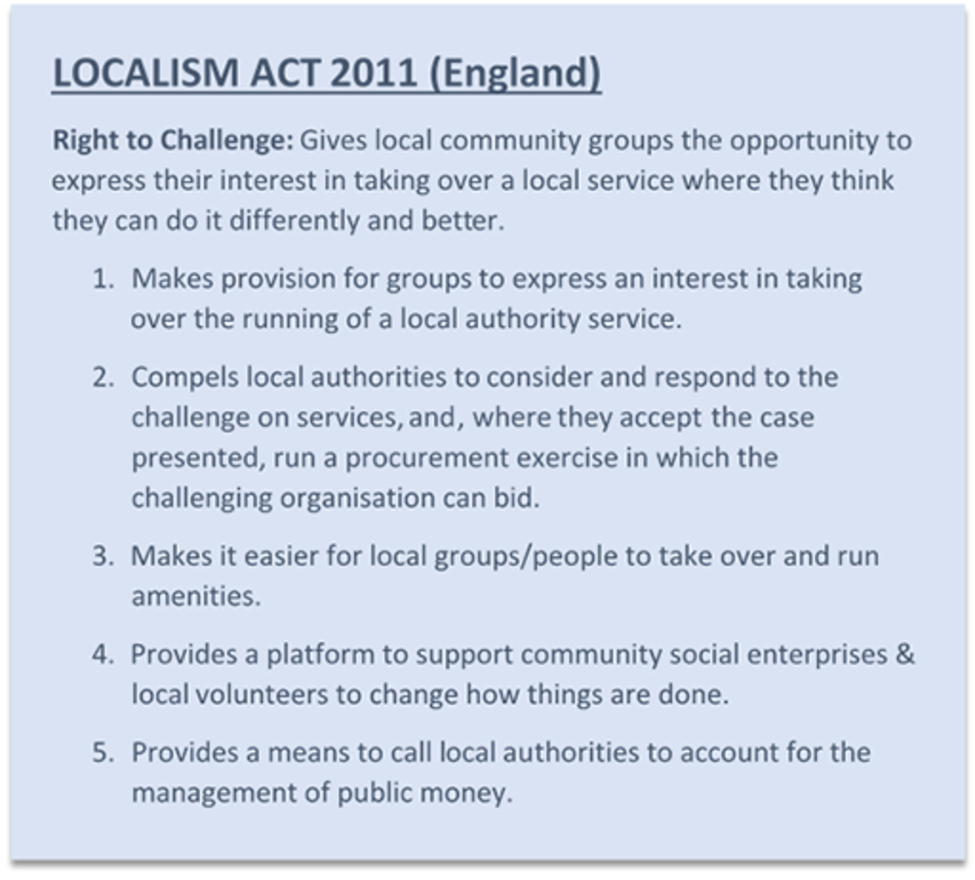 LOCALISM ACT 2011 (England)
Right to Challenge: Gives local community groups the opportunity to
express their interest in taking over a local service where they think
they can do it differently and better.
1. Makes provision for groups to express an interest in taking
over the running of a local authority service.
2. Compels local authorities to consider and respond to the
challenge on services, and, where they accept the case
presented, run a procurement exercise in which the
challenging organisation can bid.
3. Makes it easier for local groups/people to take over and run
amenities.
4. Provides a platform to support community social enterprises &
local volunteers to change how things are done.
5. Provides a means to call local authorities to account for the
management of public money.